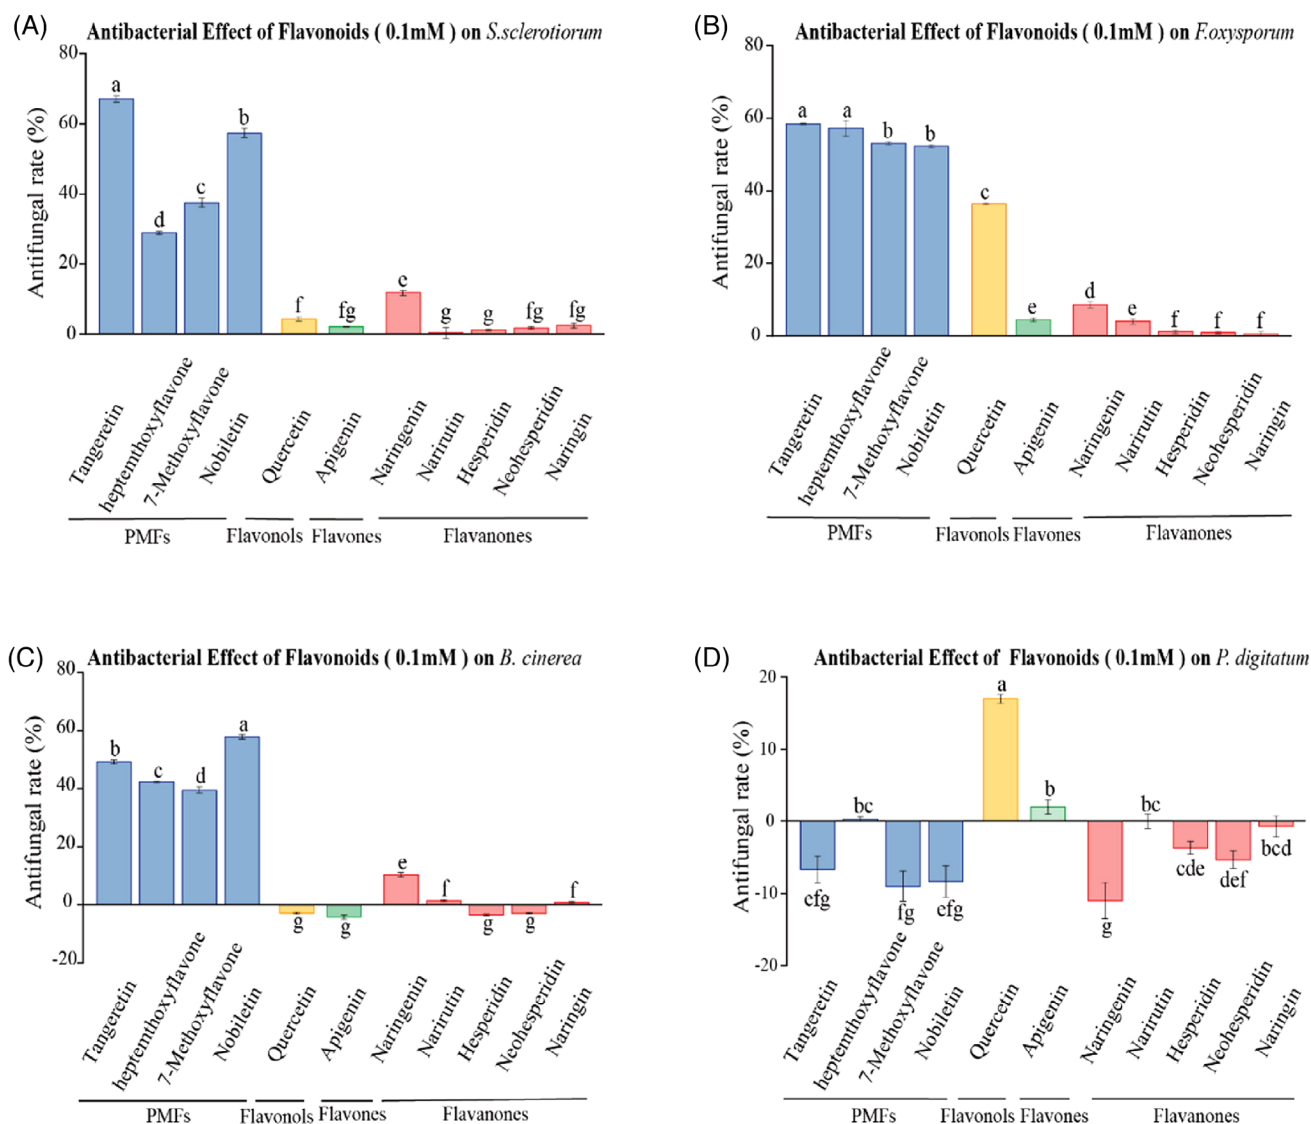 (A) Antibacterial Effect of Flavonoids ( 0.1mM ) on S.sclerotiorum
Antifungal rate (%)
80
60
40
20
0
a
d
c
b
f
fg
e
g
g
fg
fg
Tangeretin
heptemthoxyflavone
7-Methoxyflavone
Nobiletin
Quercetin
Apigenin
Naringenin
Narirutin
Hesperidin
Neohesperidin
Naringin
PMFs Flavonols Flavones Flavanones
(B) Antibacterial Effect of Flavonoids ( 0.1mM ) on F.oxysporum
Antifungal rate (%)
80
60
40
20
0
a
a
b
b
c
e
d
e
f
f
f
Tangeretin
heptemthoxyflavone
7-Methoxyflavone
Nobiletin
Quercetin
Apigenin
Naringenin
Narirutin
Hesperidin
Neohesperidin
Naringin
PMFs Flavonols Flavones Flavanones
(C) Antibacterial Effect of Flavonoids ( 0.1mM ) on B. cinerea
Antifungal rate (%)
80
60
40
20
0
-20
b
c
d
a
g
g
e
f
g
g
f
Tangeretin
heptemthoxyflavone
7-Methoxyflavone
Nobiletin
Quercetin
Apigenin
Naringenin
Narirutin
Hesperidin
Neohesperidin
Naringin
PMFs Flavonols Flavones Flavanones
(D) Antibacterial Effect of Flavonoids ( 0.1mM ) on P. digitatum
Antifungal rate (%)
20
10
0
-10
-20
efg
bc
fg
efg
a
b
g
bc
cde
def
bcd
Tangeretin
heptemthoxyflavone
7-Methoxyflavone
Nobiletin
Quercetin
Apigenin
Naringenin
Narirutin
Hesperidin
Neohesperidin
Naringin
PMFs Flavonols Flavones Flavanones